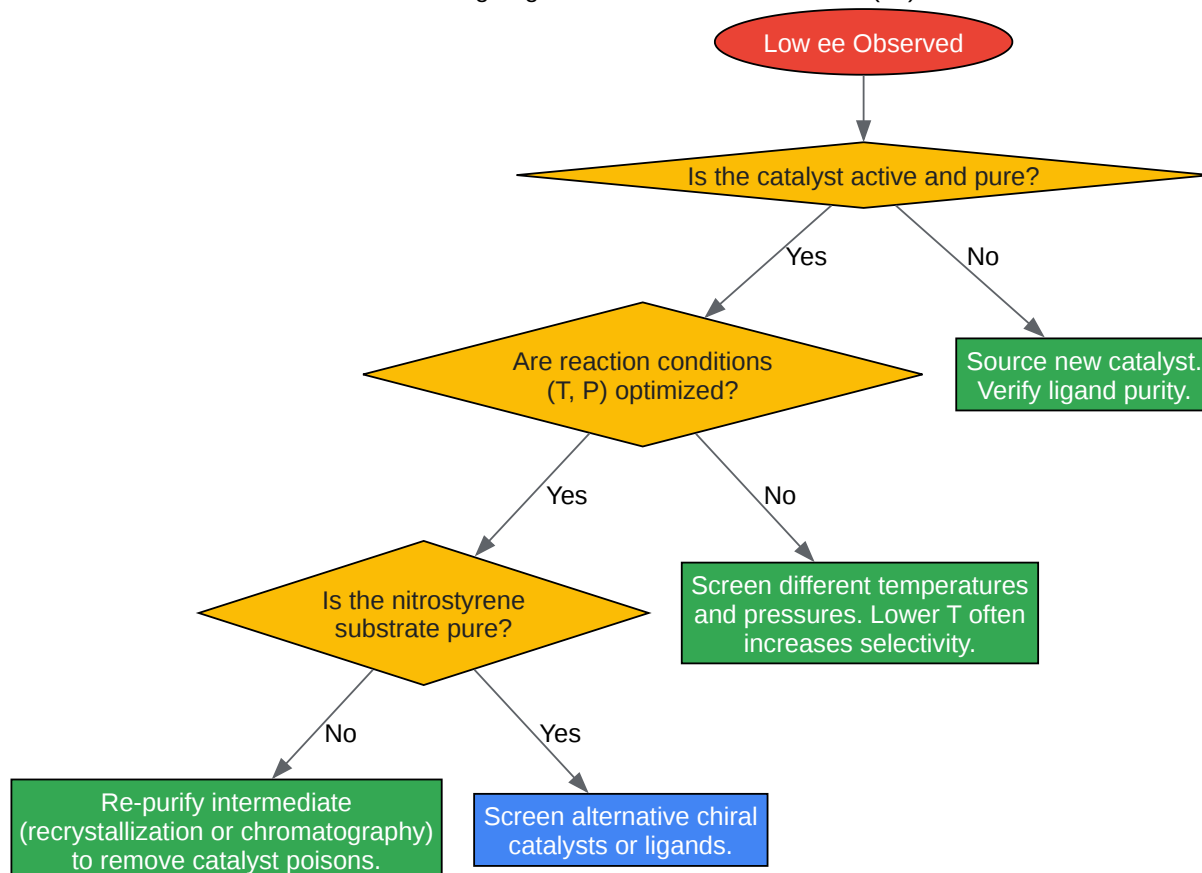 Low ee Observed
Is the catalyst active and pure?
Yes
No
Are reaction conditions
(T, P) optimized?
Source new catalyst.
Verify ligand purity.
Yes
No
Is the nitrostyrene
substrate pure?
Screen different temperatures
and pressures. Lower T often
increases selectivity.
No
Yes
Re-purify intermediate
(recrystallization or chromatography)
to remove catalyst poisons.
Screen alternative chiral
catalysts or ligands.